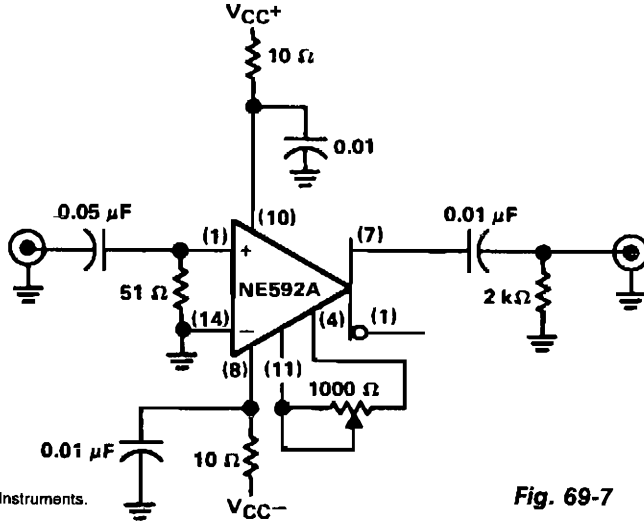 VCC+
10 Ω
0.01
0.05 μF
(10)
0.01 μF
(1)
(7)
+
51 Ω
NE592A
2 kΩ
(14)
−
(4)
(1)
(8)
(11)
1000 Ω
0.01 μF
10 Ω
VCC−
Instruments.
Fig. 69-7